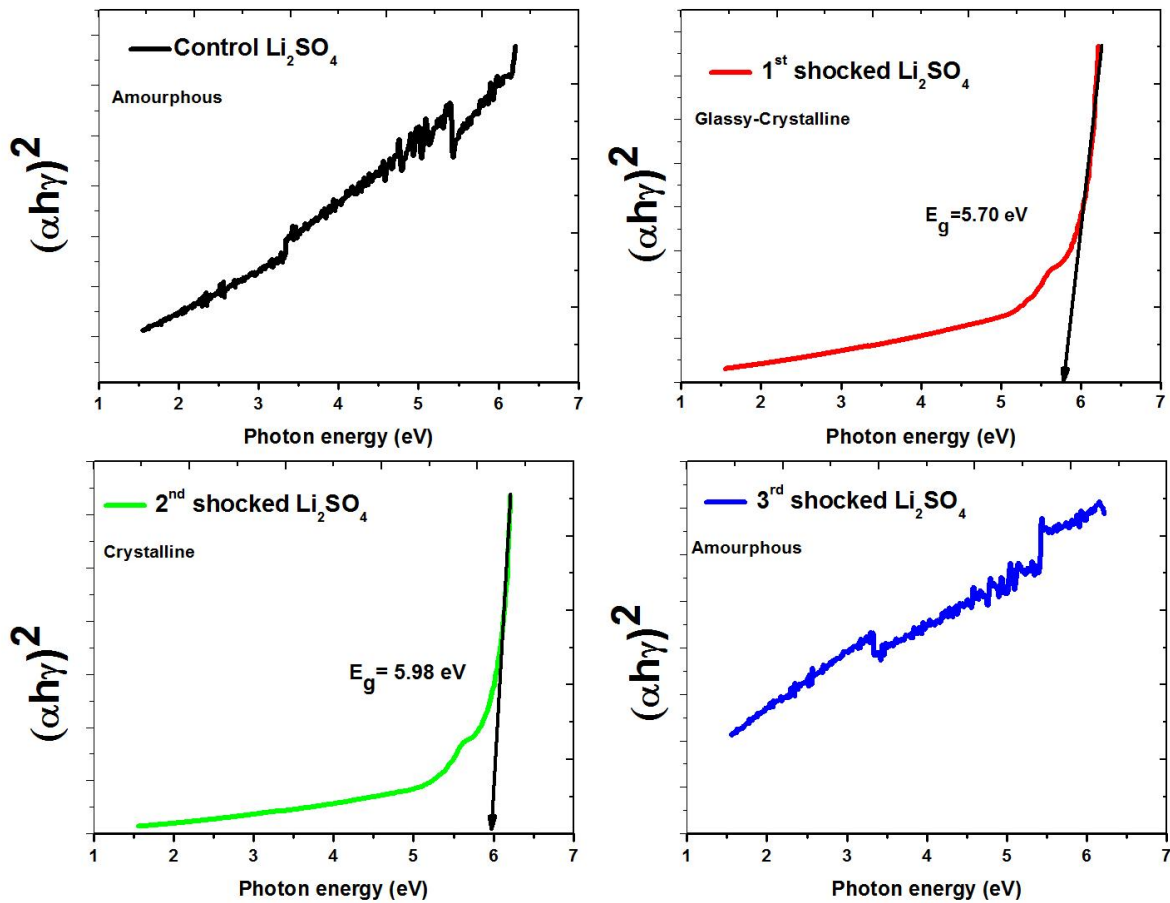 Control Li₂SO₄
Amourphous
(αhγ)²
1 2 3 4 5 6 7
Photon energy (eV)
1ˢᵗ shocked Li₂SO₄
Glassy-Crystalline
E_g=5.70 eV
(αhγ)²
1 2 3 4 5 6 7
Photon energy (eV)
2ⁿᵈ shocked Li₂SO₄
Crystalline
E_g= 5.98 eV
(αhγ)²
1 2 3 4 5 6 7
Photon energy (eV)
3ʳᵈ shocked Li₂SO₄
Amourphous
(αhγ)²
1 2 3 4 5 6 7
Photon energy (eV)